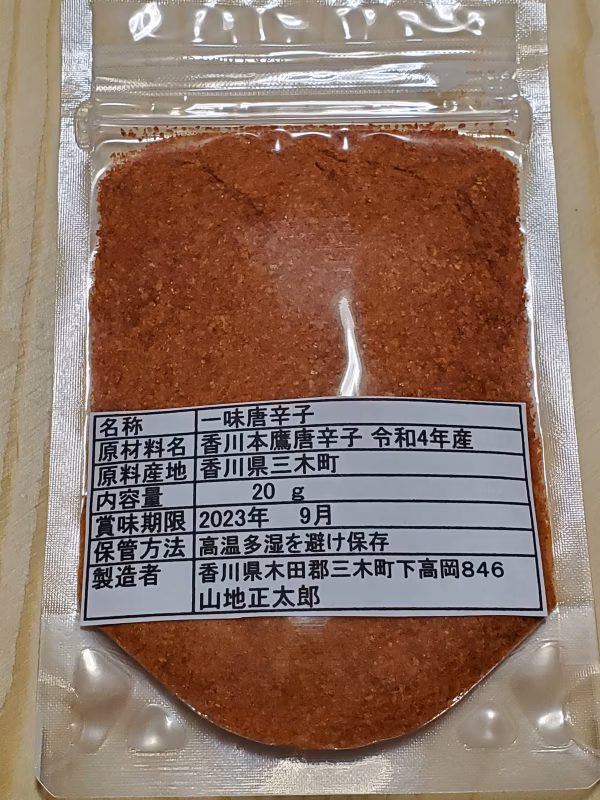 名称 一味唐辛子
原材料名 香川本鷹唐辛子 令和4年産
原料産地 香川県三木町
内容量 20 g
賞味期限 2023年 9月
保管方法 高温多湿を避け保存
製造者 香川県木田郡三木町下高岡846
山地正太郎